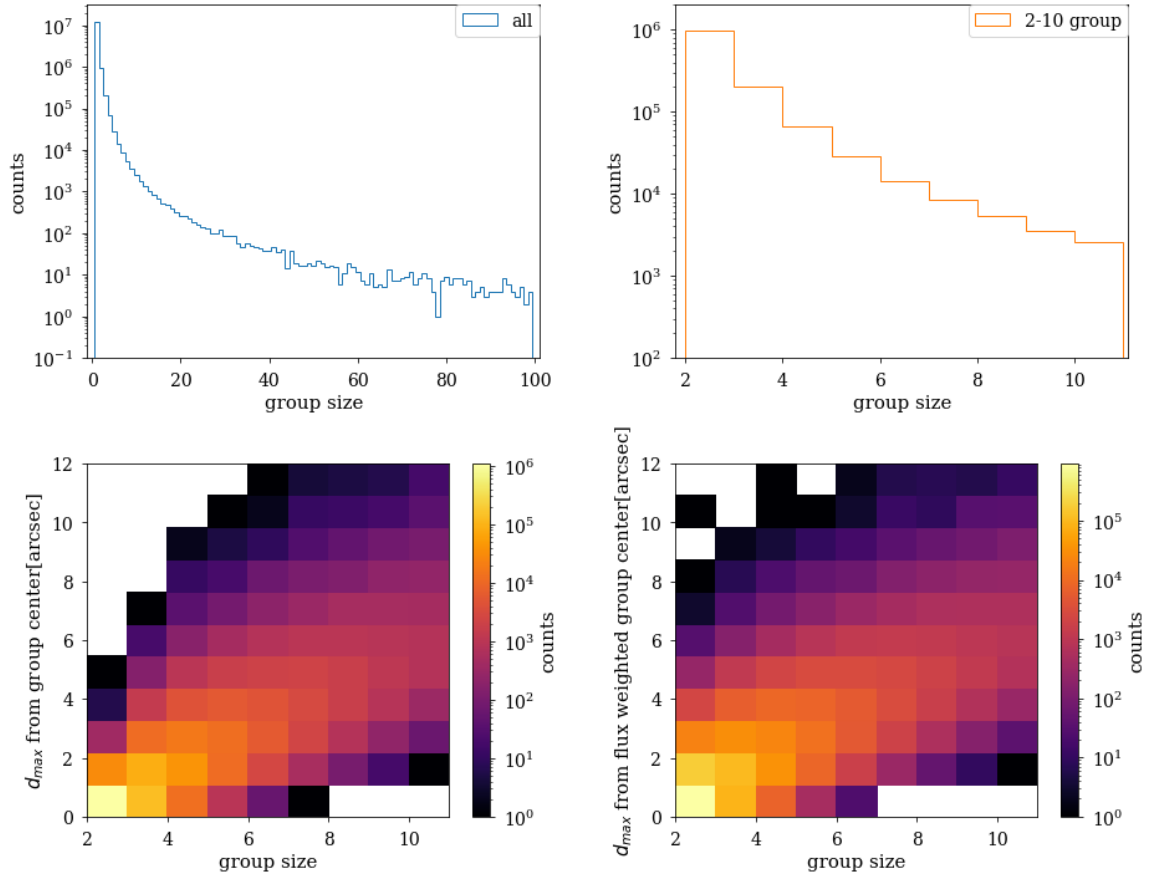 all
10^7
10^6
10^5
10^4
10^3
10^2
10^1
10^0
10^-1
counts
0 20 40 60 80 100
group size
2-10 group
10^6
10^5
10^4
10^3
10^2
counts
2 4 6 8 10
group size
d_max from group center[arcsec]
12
10
8
6
4
2
0
2 4 6 8 10
group size
10^6
10^5
10^4
10^3
10^2
10^1
10^0
counts
d_max from flux weighted group center[arcsec]
12
10
8
6
4
2
0
2 4 6 8 10
group size
10^5
10^4
10^3
10^2
10^1
10^0
counts